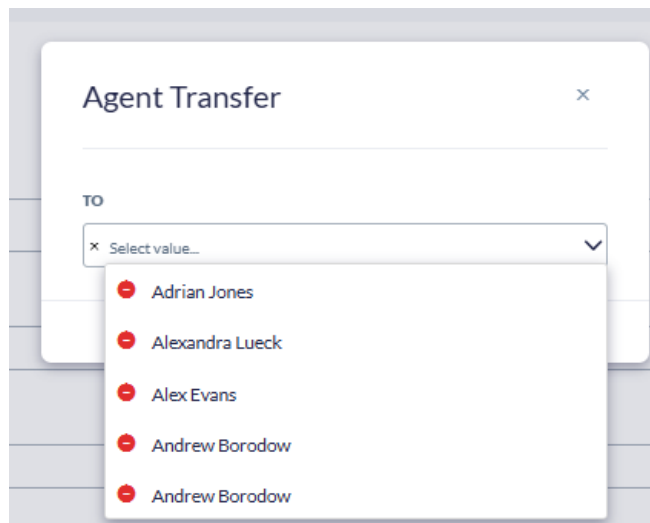 Agent Transfer
TO
Select value...
Adrian Jones
Alexandra Lueck
Alex Evans
Andrew Borodow
Andrew Borodow